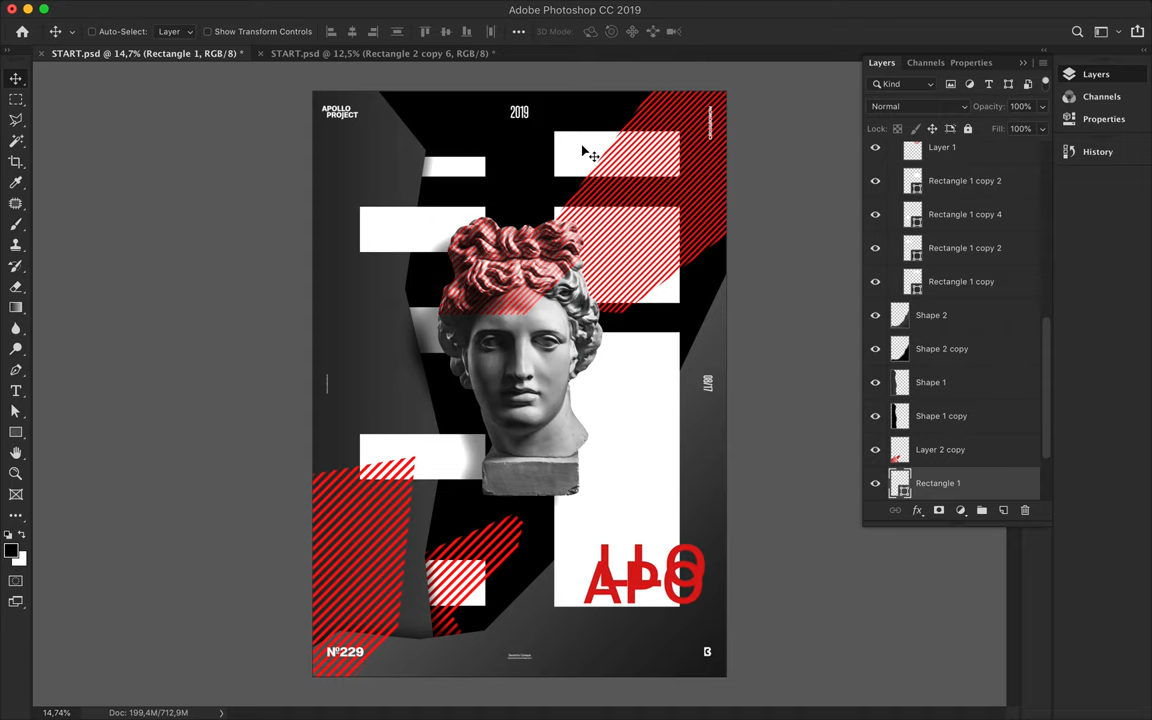 Adobe Photoshop CC 2019
Auto-Select:
Layer
Show Transform Controls
3D Mode:
START.psd @ 14,7% (Rectangle 1, RGB/8) *
START.psd @ 12,5% (Rectangle 2 copy 6, RGB/8) *
Layers
Channels
Properties
Kind
Normal
Opacity: 100%
Lock:
Fill: 100%
Layer 1
Rectangle 1 copy 2
Rectangle 1 copy 4
Rectangle 1 copy 2
Rectangle 1 copy
Shape 2
Shape 2 copy
Shape 1
Shape 1 copy
Layer 2 copy
Rectangle 1
Layers
Channels
Properties
History
APOLLO
PROJECT
2019
08/17
LLO
APO
Nº229
B
14,74%
Doc: 199,4M/712,9M